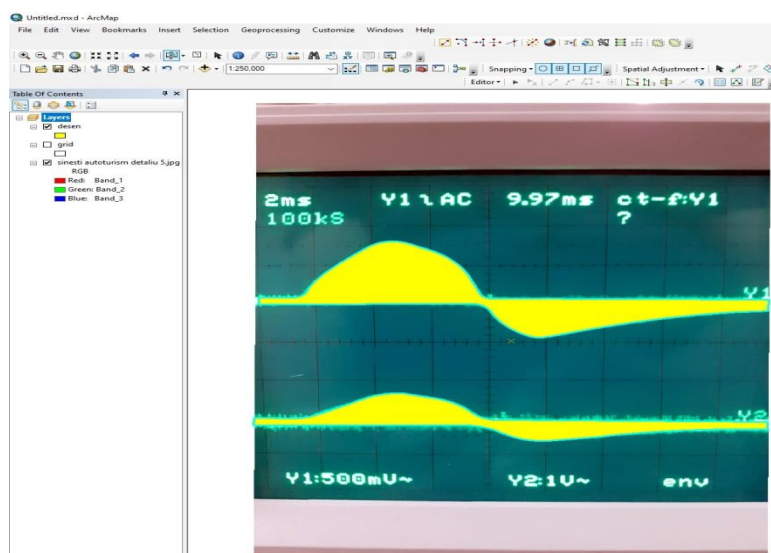 Untitled.mxd - ArcMap
File Edit View Bookmarks Insert Selection Geoprocessing Customize Windows Help
1:250.000
Snapping
Spatial Adjustment
Editor
Table Of Contents
Layers
desen
grid
sinesti autoturism detaliu 5.jpg
RGB
Red: Band_1
Green: Band_2
Blue: Band_3
2ms Y1 AC 9.97ms ct-f:Y1
100kS ?
Y1
Y2
Y1:500mV~ Y2:1V~ env